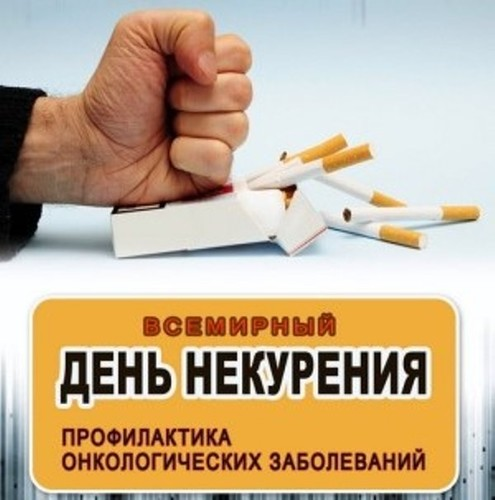 ВСЕМИРНЫЙ
ДЕНЬ НЕКУРЕНИЯ
ПРОФИЛАКТИКА
ОНКОЛОГИЧЕСКИХ ЗАБОЛЕВАНИЙ